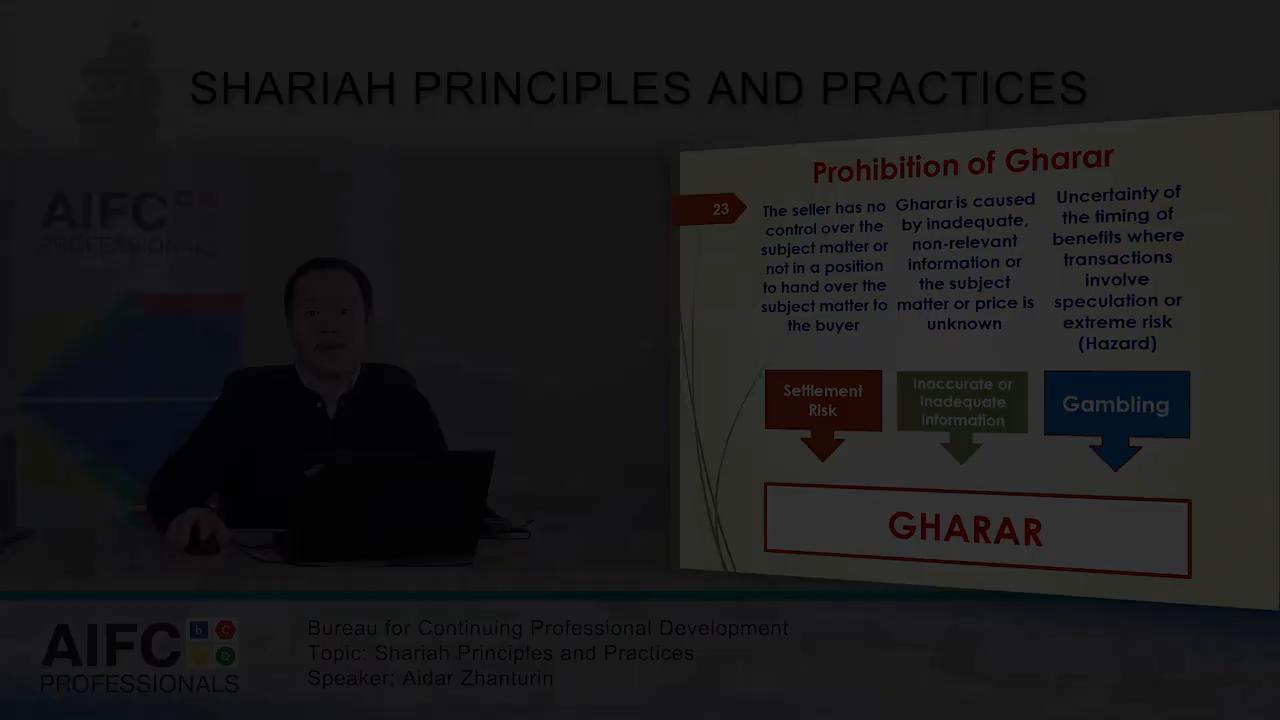 SHARIAH PRINCIPLES AND PRACTICES
AIFC
PROFESSIONALS
Prohibition of Gharar
23
The seller has no
control over the
subject matter or
not in a position
to hand over the
subject matter to
the buyer
Gharar is caused
by inadequate,
non-relevant
information or
the subject
matter or price is
unknown
Uncertainty of
the timing of
benefits where
transactions
involve
speculation or
extreme risk
(Hazard)
Settlement
Risk
Inaccurate or
Inadequate
Information
Gambling
GHARAR
AIFC
b
C
D
PROFESSIONALS
Bureau for Continuing Professional Development
Topic: Shariah Principles and Practices
Speaker: Aidar Zhanturin